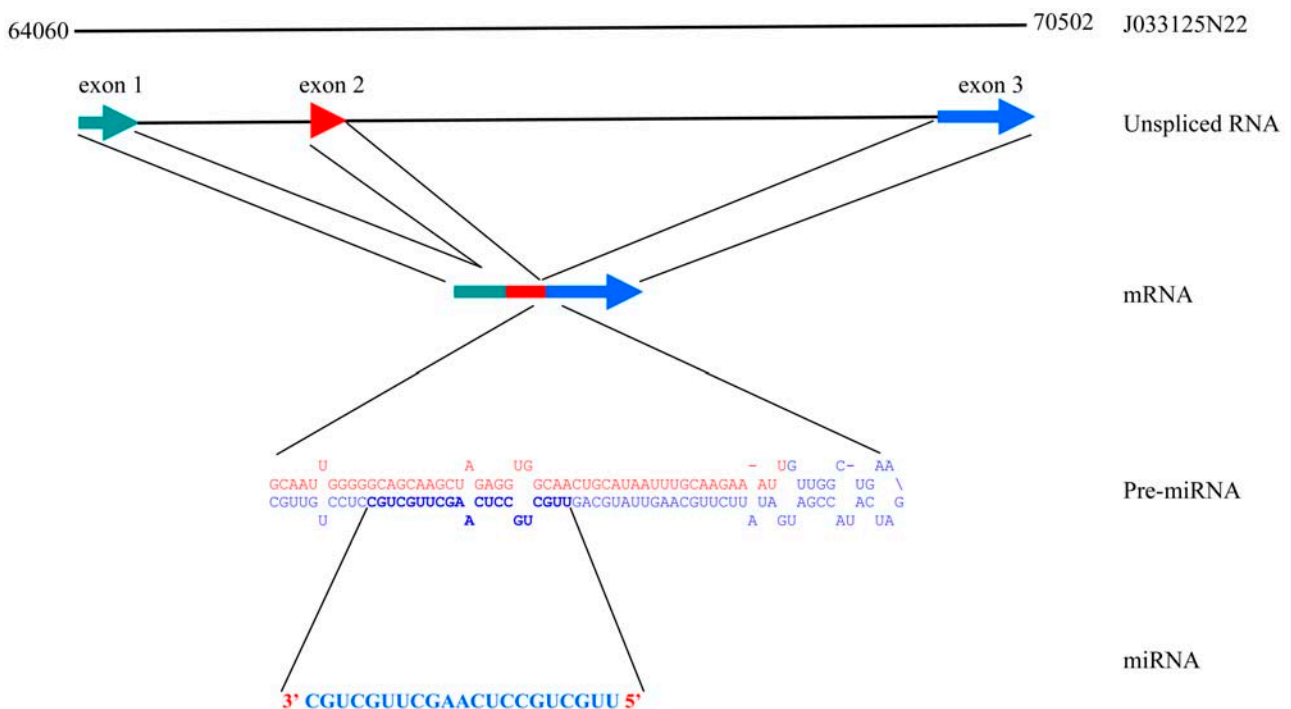 64060 70502 J033125N22
exon 1 exon 2 exon 3
Unspliced RNA
mRNA
U A UG - UG C- AA
GCAAU GGGGGCAGCAAGCU GAGG GCAACUGCAUAAUUUGCAAGAA AU UUGG UG \
Pre-miRNA
CGUUG CCUCCGUCGUUCGA CUCC CGUUGACGUAUUGAACGUUCUU UA AGCC AC G
U A GU A GU AU UA
miRNA
3’ CGUCGUUCGAACUCCGUCGUU 5’